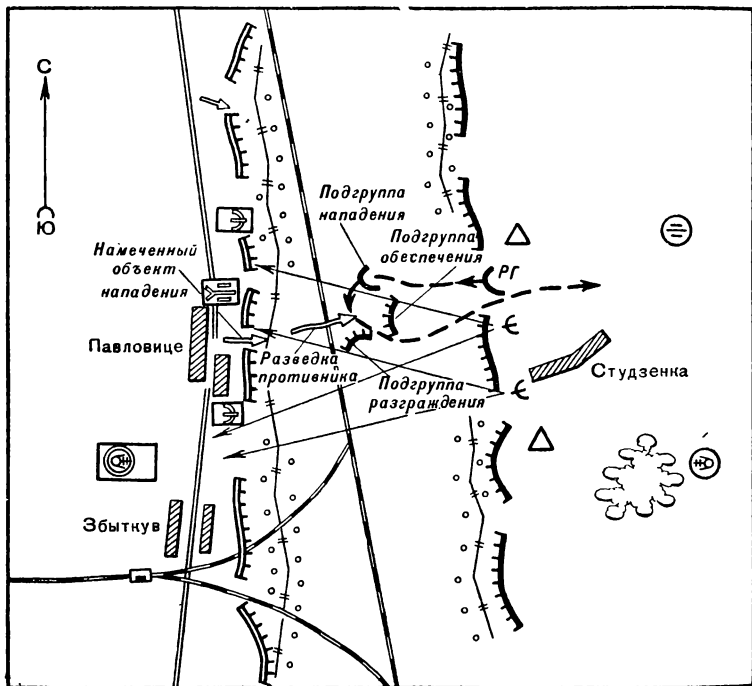 С
Ю
Подгруппа
нападения
Подгруппа
обеспечения
Намеченный
объект
нападения
РГ
Павловице
Разведка
противника
Подгруппа
разграждения
Студзенка
Збыткув